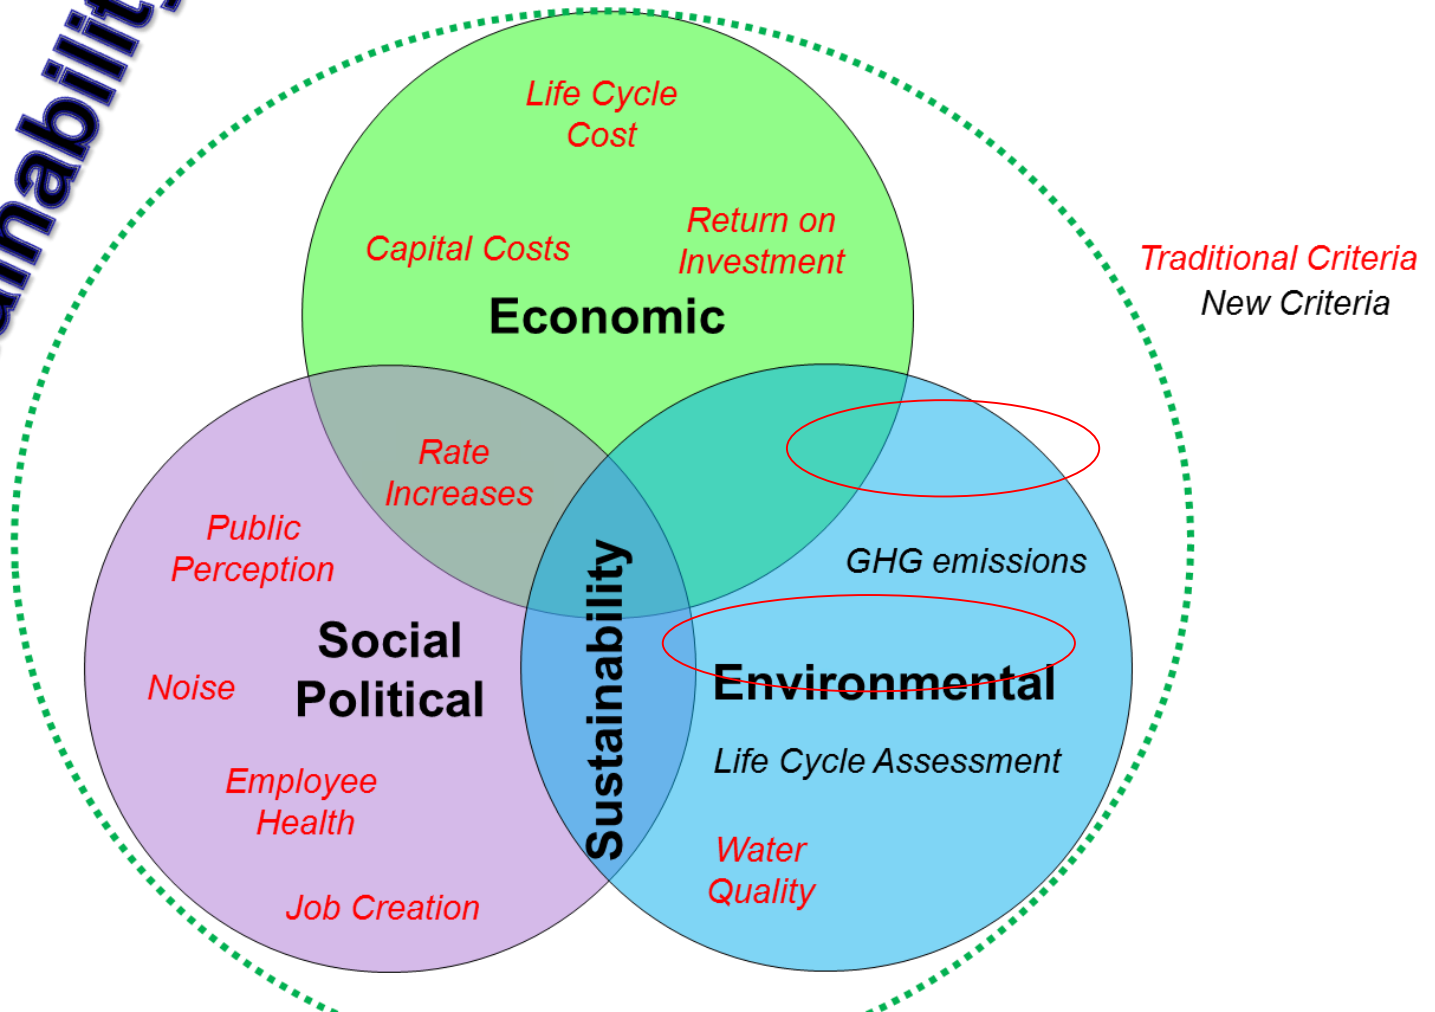 Life Cycle
Cost
Return on
Investment
Capital Costs
Economic
Traditional Criteria
New Criteria
Rate
Increases
Public
Perception
GHG emissions
Social
Political
Noise
Sustainability
Environmental
Life Cycle Assessment
Employee
Health
Water
Quality
Job Creation